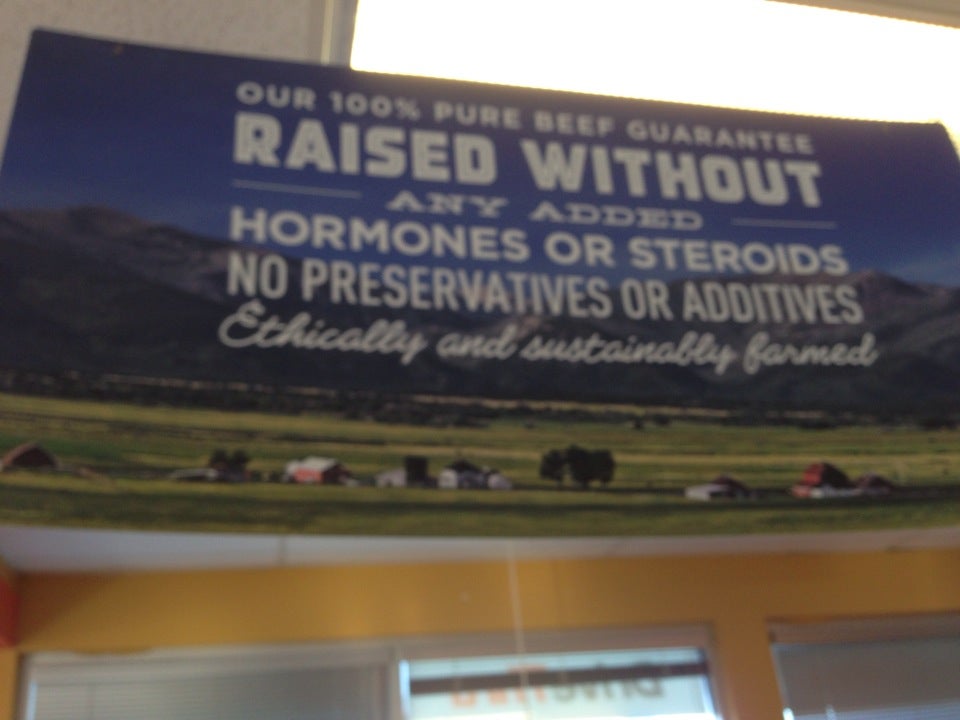 OUR 100% PURE BEEF GUARANTEE
RAISED WITHOUT
ANY ADDED
HORMONES OR STEROIDS
NO PRESERVATIVES OR ADDITIVES
Ethically and sustainably farmed